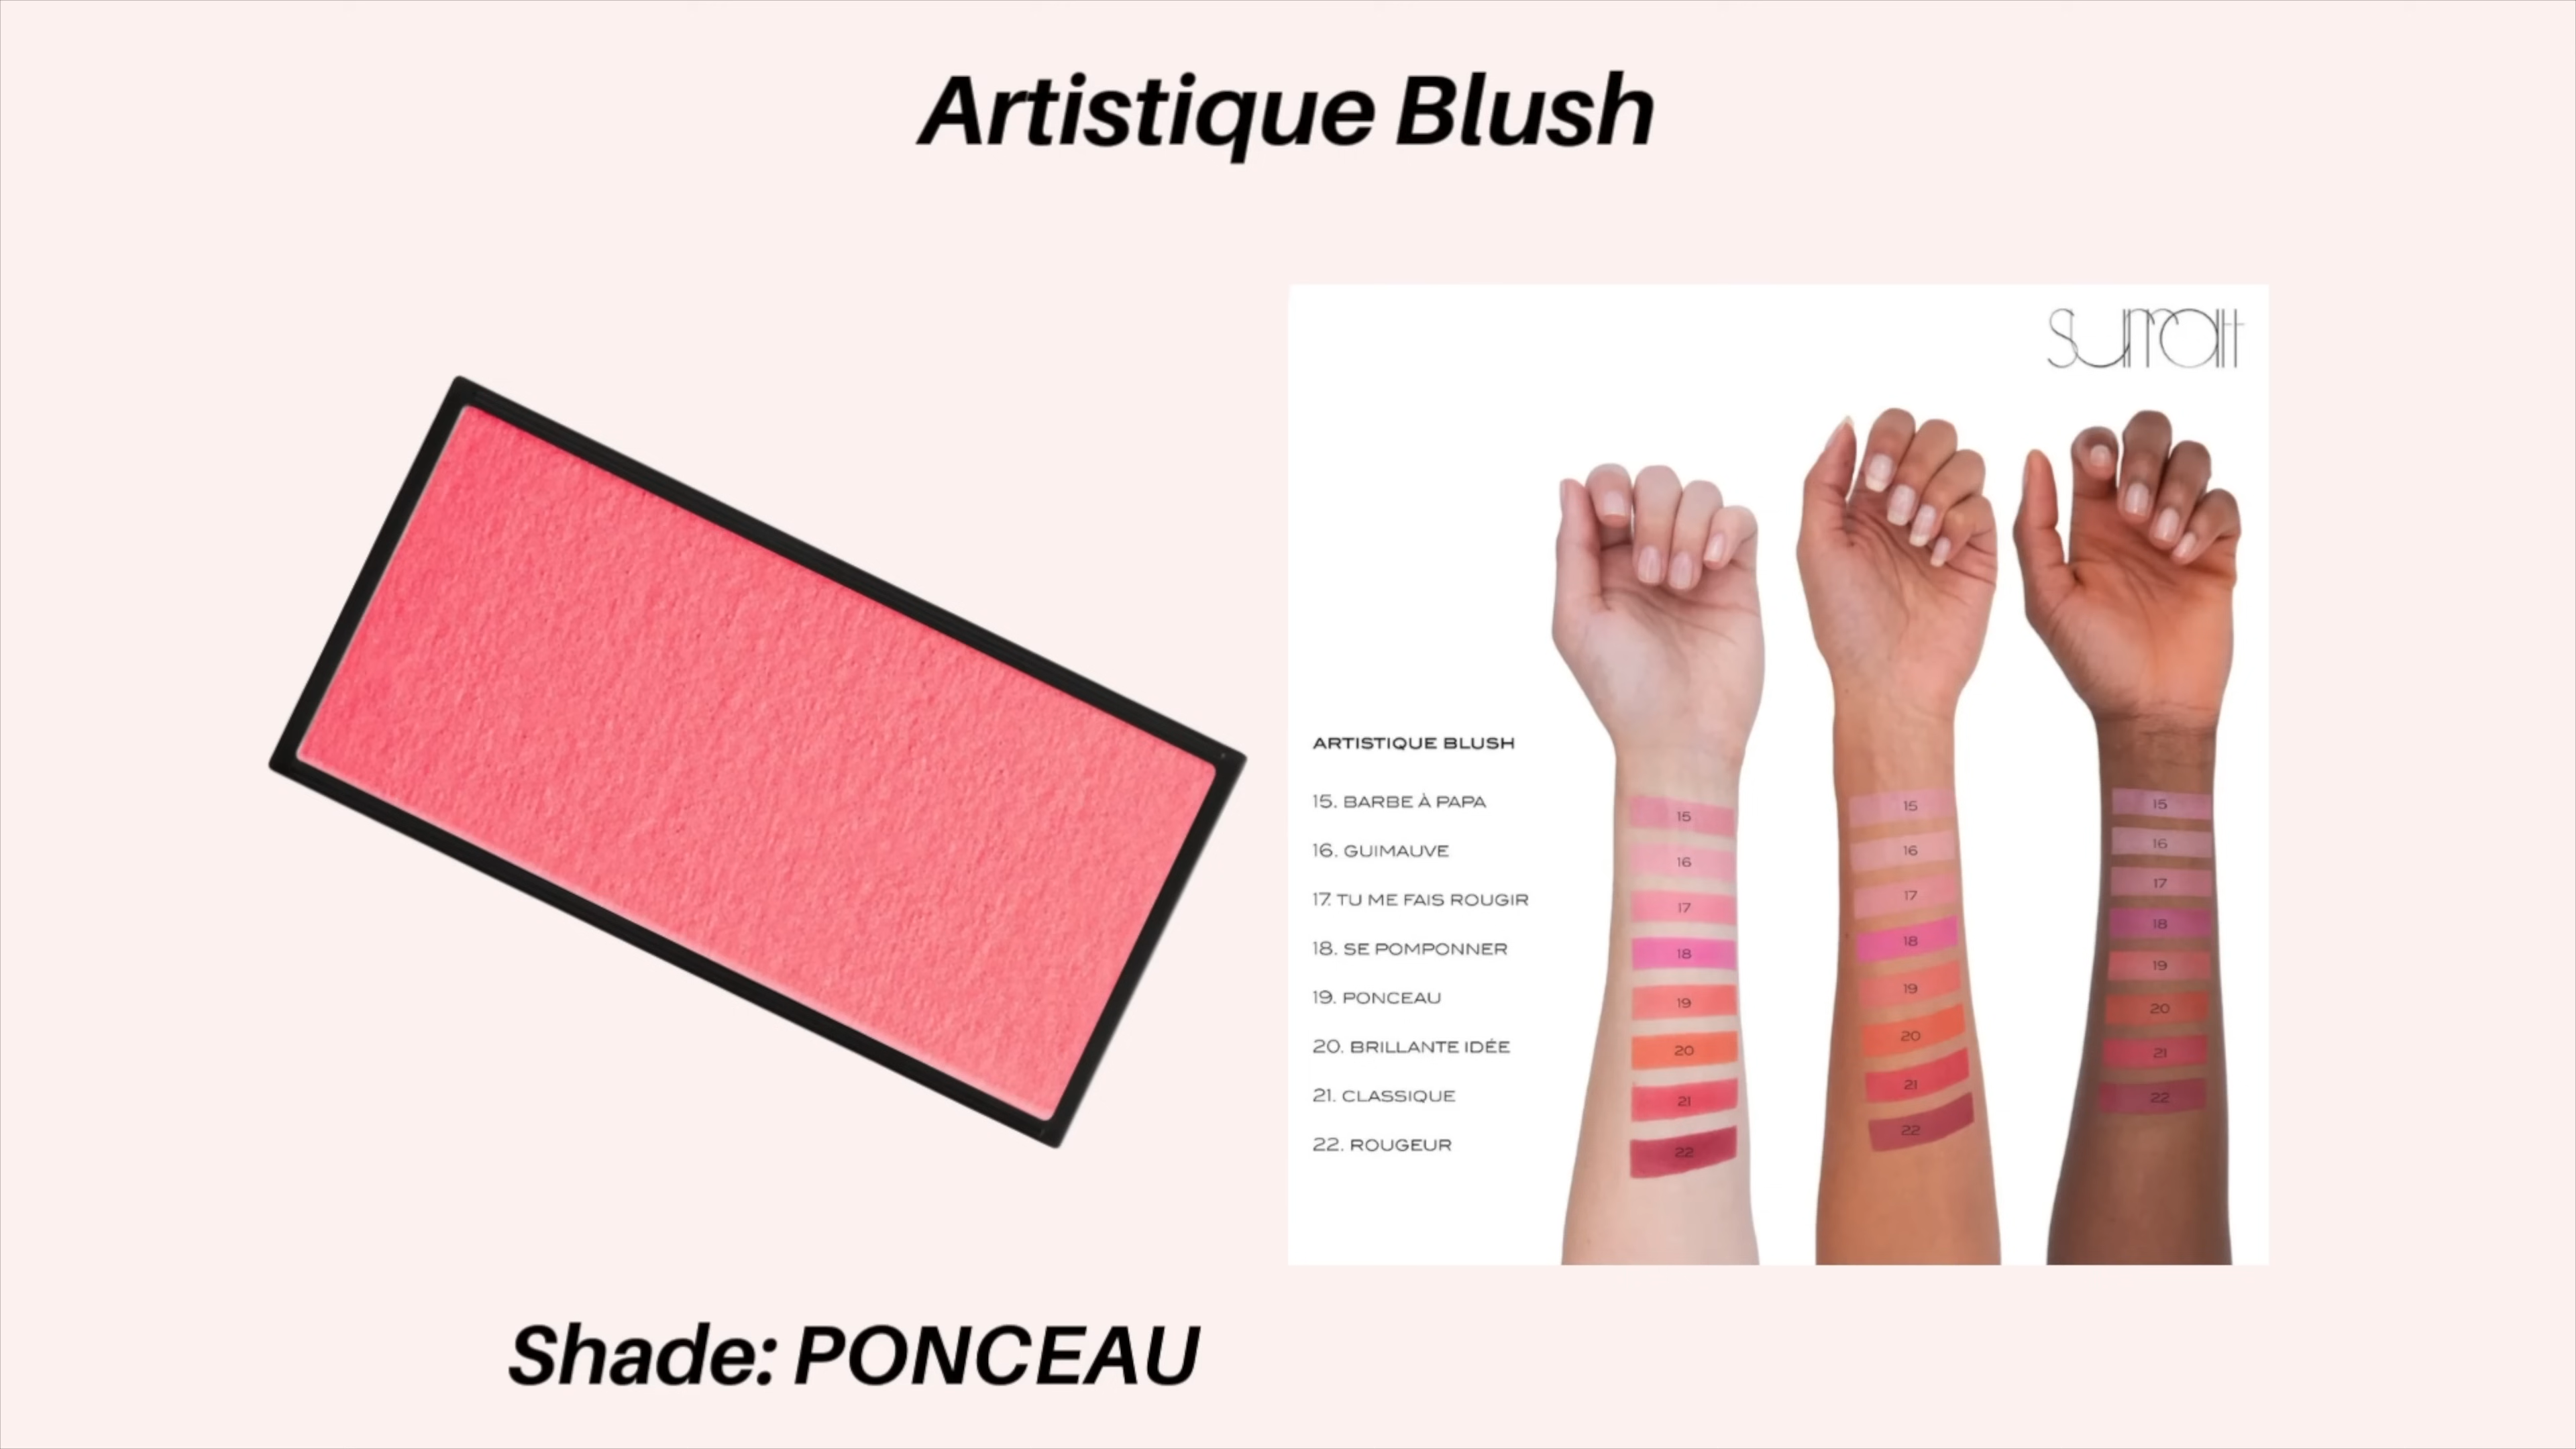 Artistique Blush
surratt
ARTISTIQUE BLUSH
15. BARBE À PAPA
16. GUIMAUVE
17. TU ME FAIS ROUGIR
18. SE POMPONNER
19. PONCEAU
20. BRILLANTE IDÉE
21. CLASSIQUE
22. ROUGEUR
15
16
17
18
19
20
21
22
15
16
17
18
19
20
21
22
15
16
17
18
19
20
21
22
Shade: PONCEAU